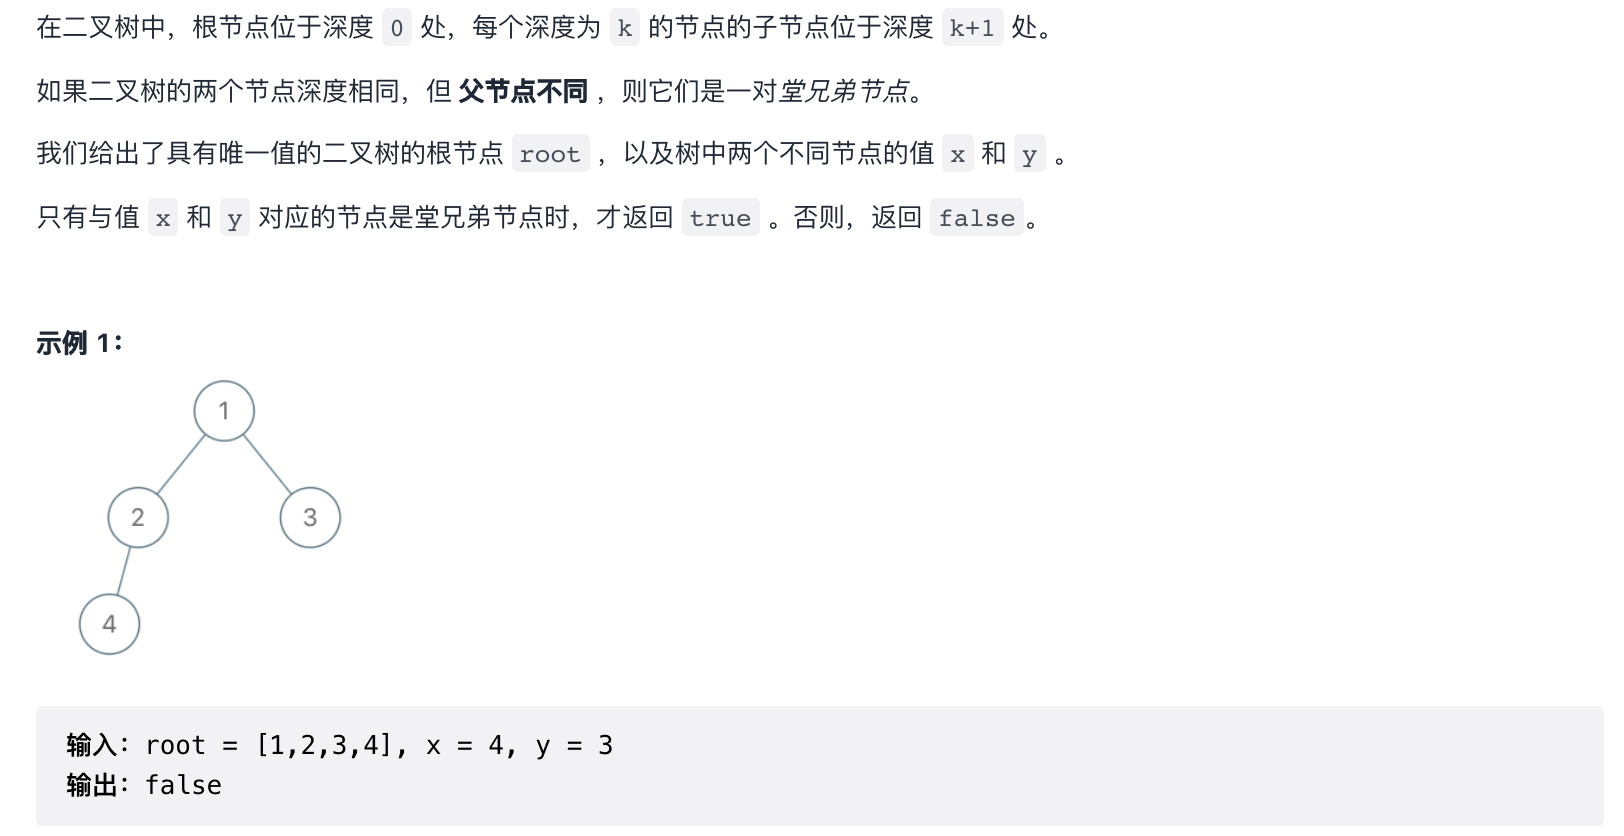 在二叉树中，根节点位于深度 0 处，每个深度为 k 的节点的子节点位于深度 k+1 处。
如果二叉树的两个节点深度相同，但 父节点不同 ，则它们是一对堂兄弟节点。
我们给出了具有唯一值的二叉树的根节点 root ，以及树中两个不同节点的值 x 和 y 。
只有与值 x 和 y 对应的节点是堂兄弟节点时，才返回 true 。否则，返回 false。
示例 1：
1
2 3
4
输入：root = [1,2,3,4], x = 4, y = 3
输出：false